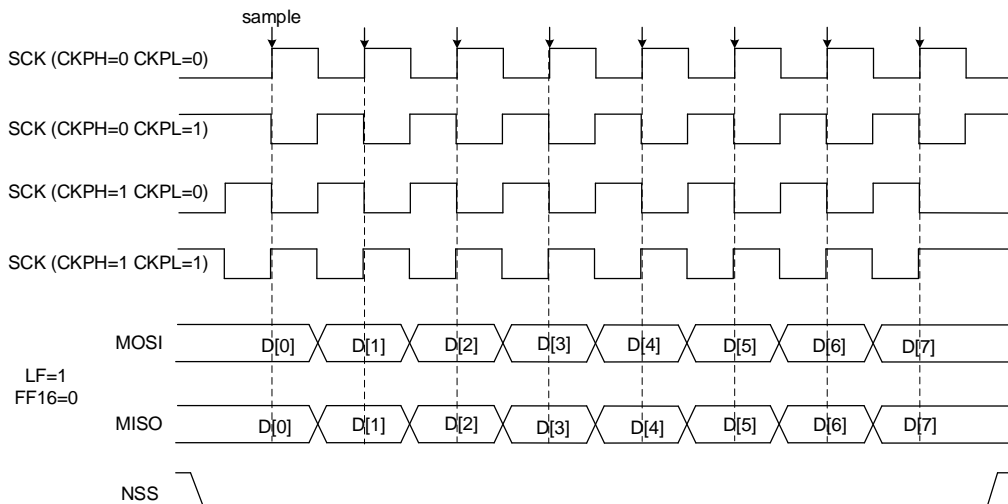 sample
SCK (CKPH=0 CKPL=0)
SCK (CKPH=0 CKPL=1)
SCK (CKPH=1 CKPL=0)
SCK (CKPH=1 CKPL=1)
MOSI
D[0] D[1] D[2] D[3] D[4] D[5] D[6] D[7]
LF=1
FF16=0
MISO
D[0] D[1] D[2] D[3] D[4] D[5] D[6] D[7]
NSS